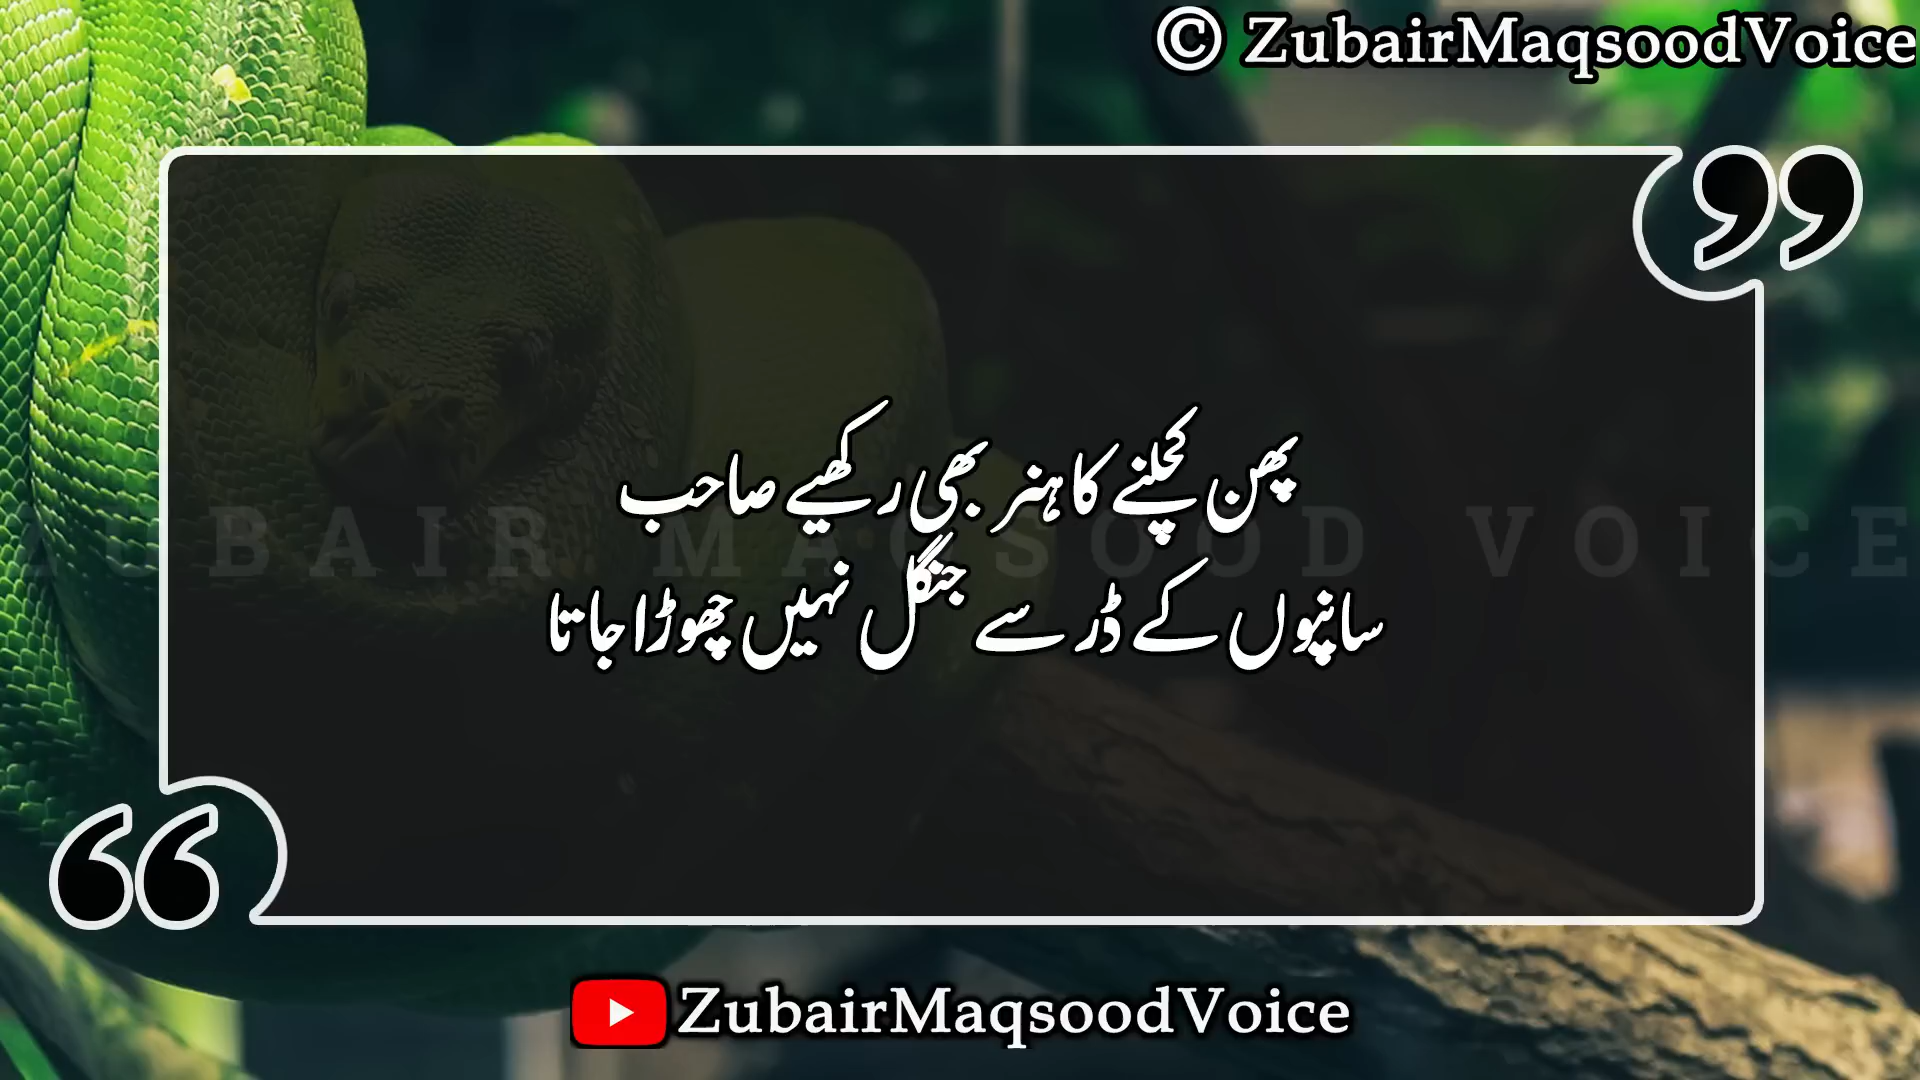 © ZubairMaqsoodVoice
پھن کچلنے کا ہنر بھی رکھیے صاحب
ZUBAIR MAQSOOD VOICE
سانپوں کے ڈر سے جنگل نہیں چھوڑا جاتا
ZubairMaqsoodVoice